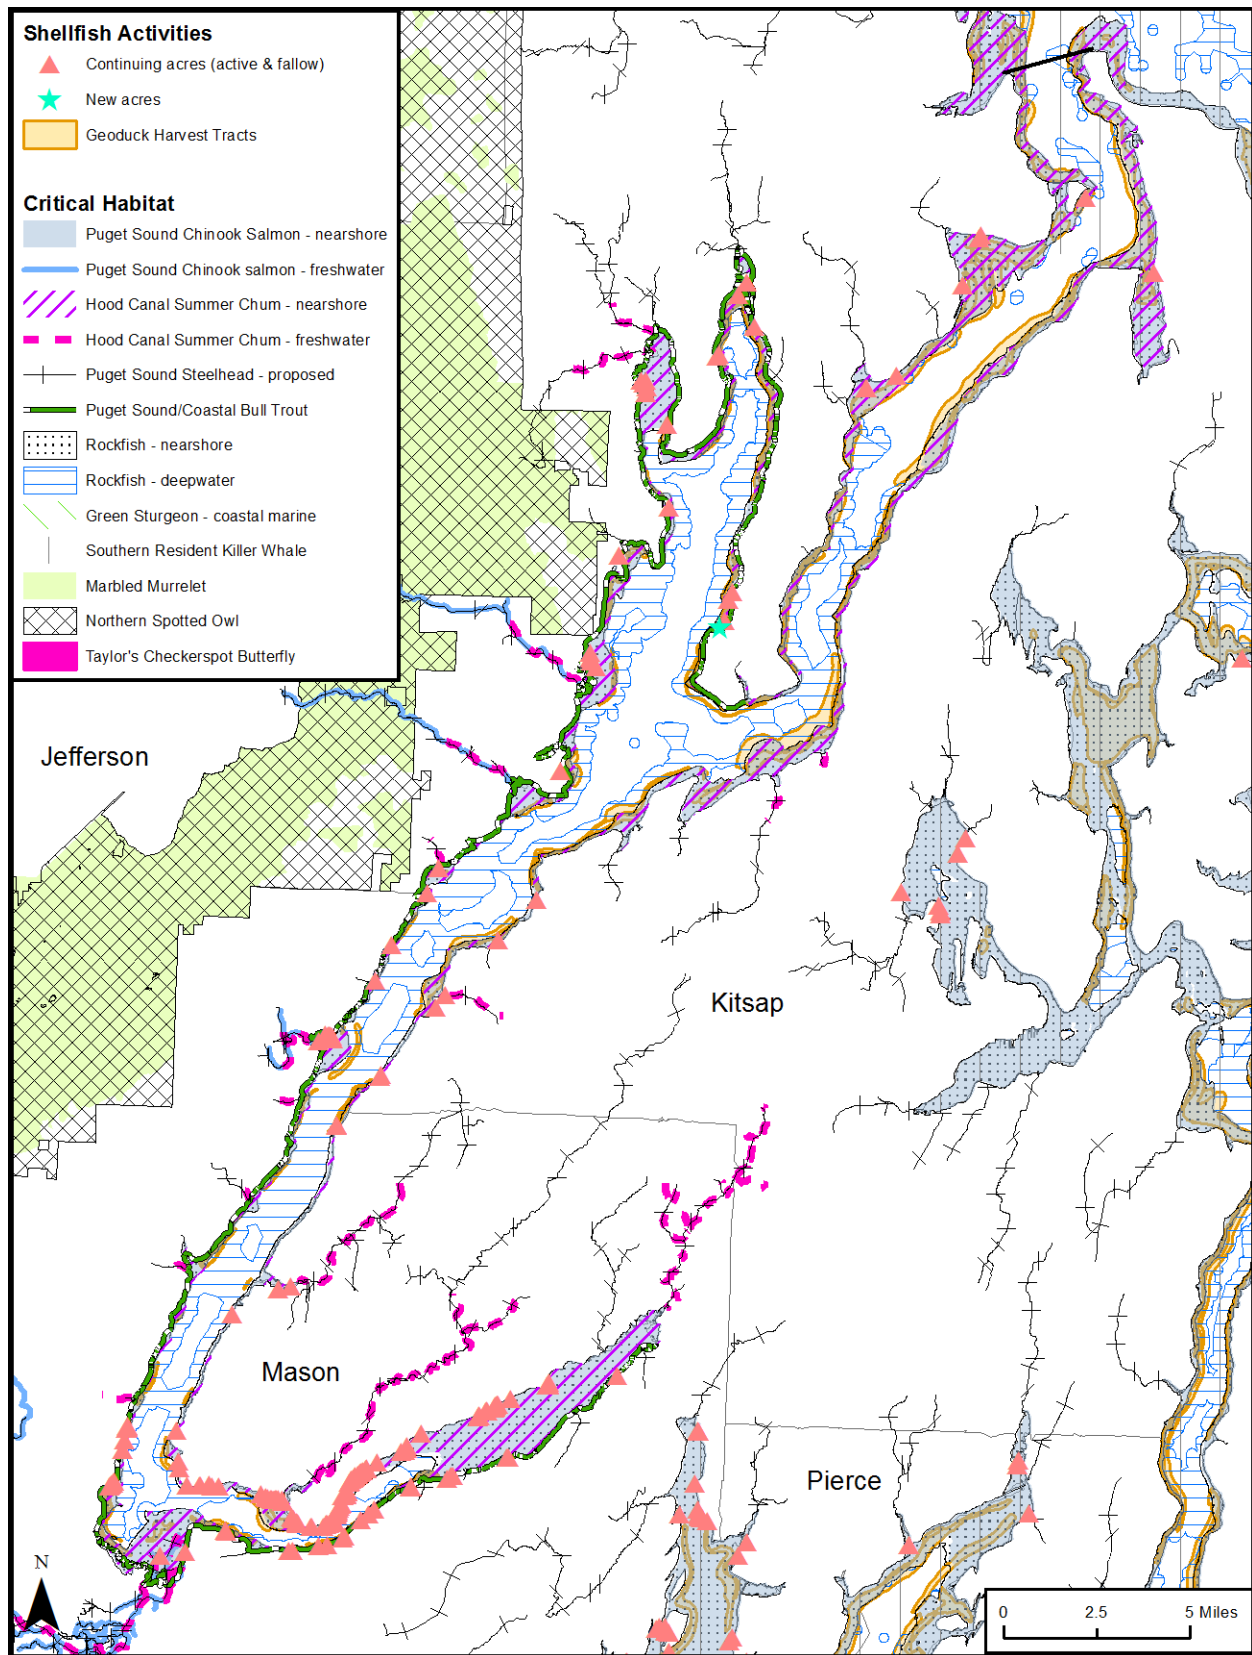 Shellfish Activities
Continuing acres (active & fallow)
New acres
Geoduck Harvest Tracts
Critical Habitat
Puget Sound Chinook Salmon - nearshore
Puget Sound Chinook salmon - freshwater
Hood Canal Summer Chum - nearshore
Hood Canal Summer Chum - freshwater
Puget Sound Steelhead - proposed
Puget Sound/Coastal Bull Trout
Rockfish - nearshore
Rockfish - deepwater
Green Sturgeon - coastal marine
Southern Resident Killer Whale
Marbled Murrelet
Northern Spotted Owl
Taylor's Checkerspot Butterfly
Jefferson
Kitsap
Mason
Pierce
N
0 2.5 5 Miles